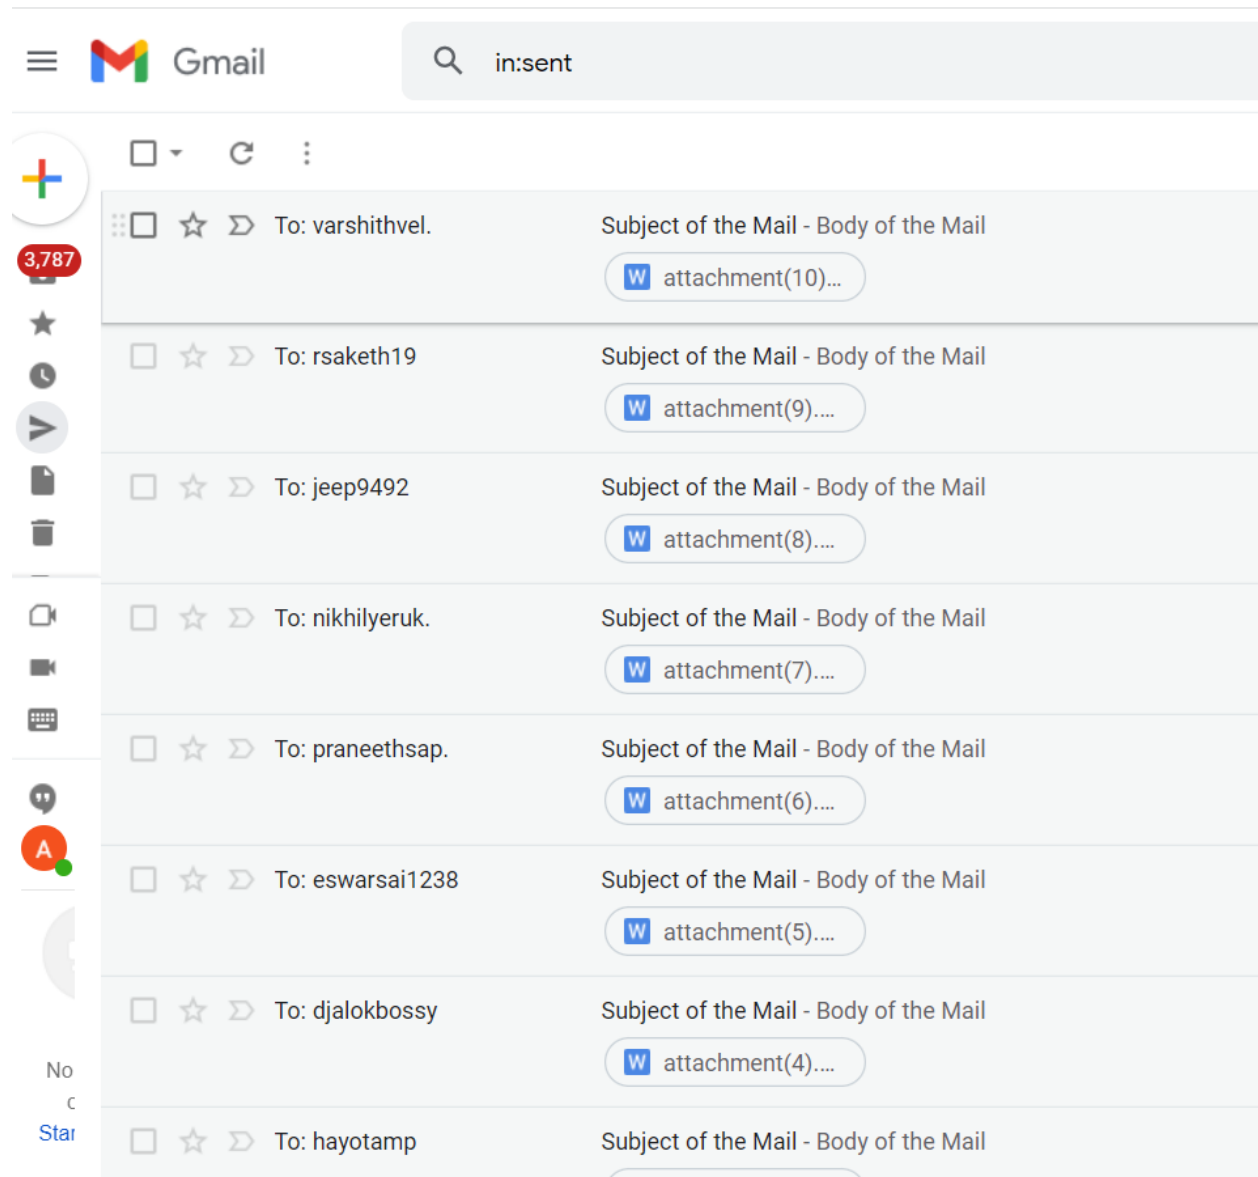 Gmail
in:sent
To: varshithvel.
Subject of the Mail - Body of the Mail
W attachment(10)...
3,787
To: rsaketh19
Subject of the Mail - Body of the Mail
W attachment(9)....
To: jeep9492
Subject of the Mail - Body of the Mail
W attachment(8)....
To: nikhilyeruk.
Subject of the Mail - Body of the Mail
W attachment(7)....
To: praneethsap.
Subject of the Mail - Body of the Mail
W attachment(6)....
A
To: eswarsai1238
Subject of the Mail - Body of the Mail
W attachment(5)....
To: djalokbossy
Subject of the Mail - Body of the Mail
W attachment(4)....
No
c
Star
To: hayotamp
Subject of the Mail - Body of the Mail